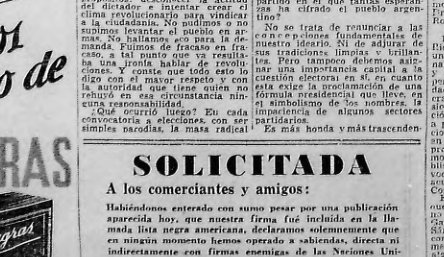 del dictador e intentar crear el
clima revolucionario para vindicar
a la ciudadanía. No pudimos o no
supimos levantar el pueblo en ar-
mas. No hallamos eco para la de-
manda. Fuimos de fracaso en fra-
caso, a tal punto que ya resulta-
ba una ironía hablar de revolu-
ciones. Y conste que todo esto lo
digo con el mayor respeto y con
la autoridad que tiene quien no
rehuyó en esa circunstancia nin-
guna responsabilidad.
¿Qué ocurrió luego? En cada
convocatoria a elecciones, con ser
simples parodias, la masa radical
partido en el que tantas esperan-
zas ha cifrado el pueblo argen-
tino?
No se trata de renunciar a las
concepciones fundamentales de
nuestro ideario. Ni de adjurar de
sus tradiciones limpias y brillan-
tes. Pero tampoco debemos asig-
nar una importancia capital a la
cuestión electoral en sí, en cuanto
esta exige la proclamación de una
fórmula presidencial que lleve, en
el simbolismo de los nombres, la
impaciencia de algunos sectores
partidarios.
Es más honda y más trascenden-
de
RAS
gras
SOLICITADA
A los comerciantes y amigos:
Habiéndonos enterado con sumo pesar por una publicación
aparecida hoy, que nuestra firma fué incluida en la lla-
mada lista negra americana, declaramos solemnemente que
en ningún momento hemos operado a sabiendas, directa ni
indirectamente con firmas enemigas de las Naciones Uni-